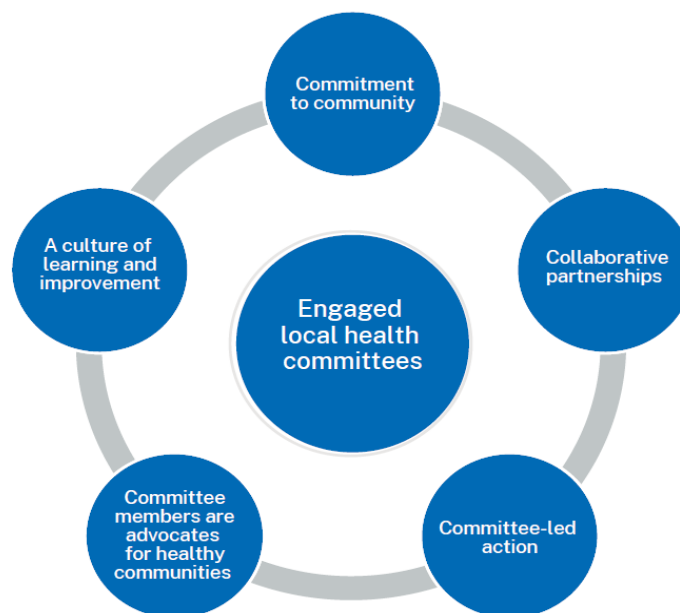 Commitment
to community
A culture of
learning and
improvement
Collaborative
partnerships
Engaged
local health
committees
Committee
members are
advocates
for healthy
communities
Committee-led
action